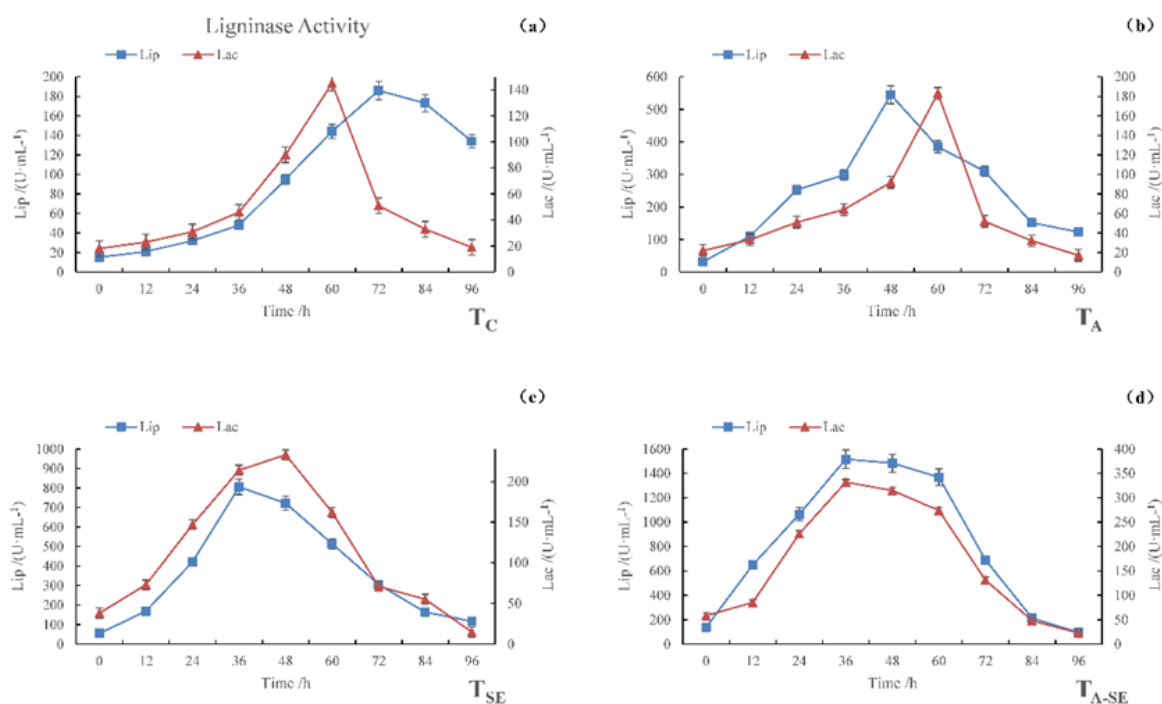 Ligninase Activity
(a)
Lip Lac
Lip /(U·mL-¹)
200
180
160
140
120
100
80
60
40
20
0
Lac /(U·mL-¹)
140
120
100
80
60
40
20
0
0 12 24 36 48 60 72 84 96
Time /h
TC
(b)
Lip Lac
Lip /(U·mL-¹)
600
500
400
300
200
100
0
Lac /(U·mL-¹)
200
180
160
140
120
100
80
60
40
20
0
0 12 24 36 48 60 72 84 96
Time /h
TA
(c)
Lip Lac
Lip /(U·mL-¹)
1000
900
800
700
600
500
400
300
200
100
0
Lac /(U·mL-¹)
200
150
100
50
0
0 12 24 36 48 60 72 84 96
Time /h
TSE
(d)
Lip Lac
Lip /(U·mL-¹)
1600
1400
1200
1000
800
600
400
200
0
Lac /(U·mL-¹)
400
350
300
250
200
150
100
50
0
0 12 24 36 48 60 72 84 96
Time /h
TA-SE